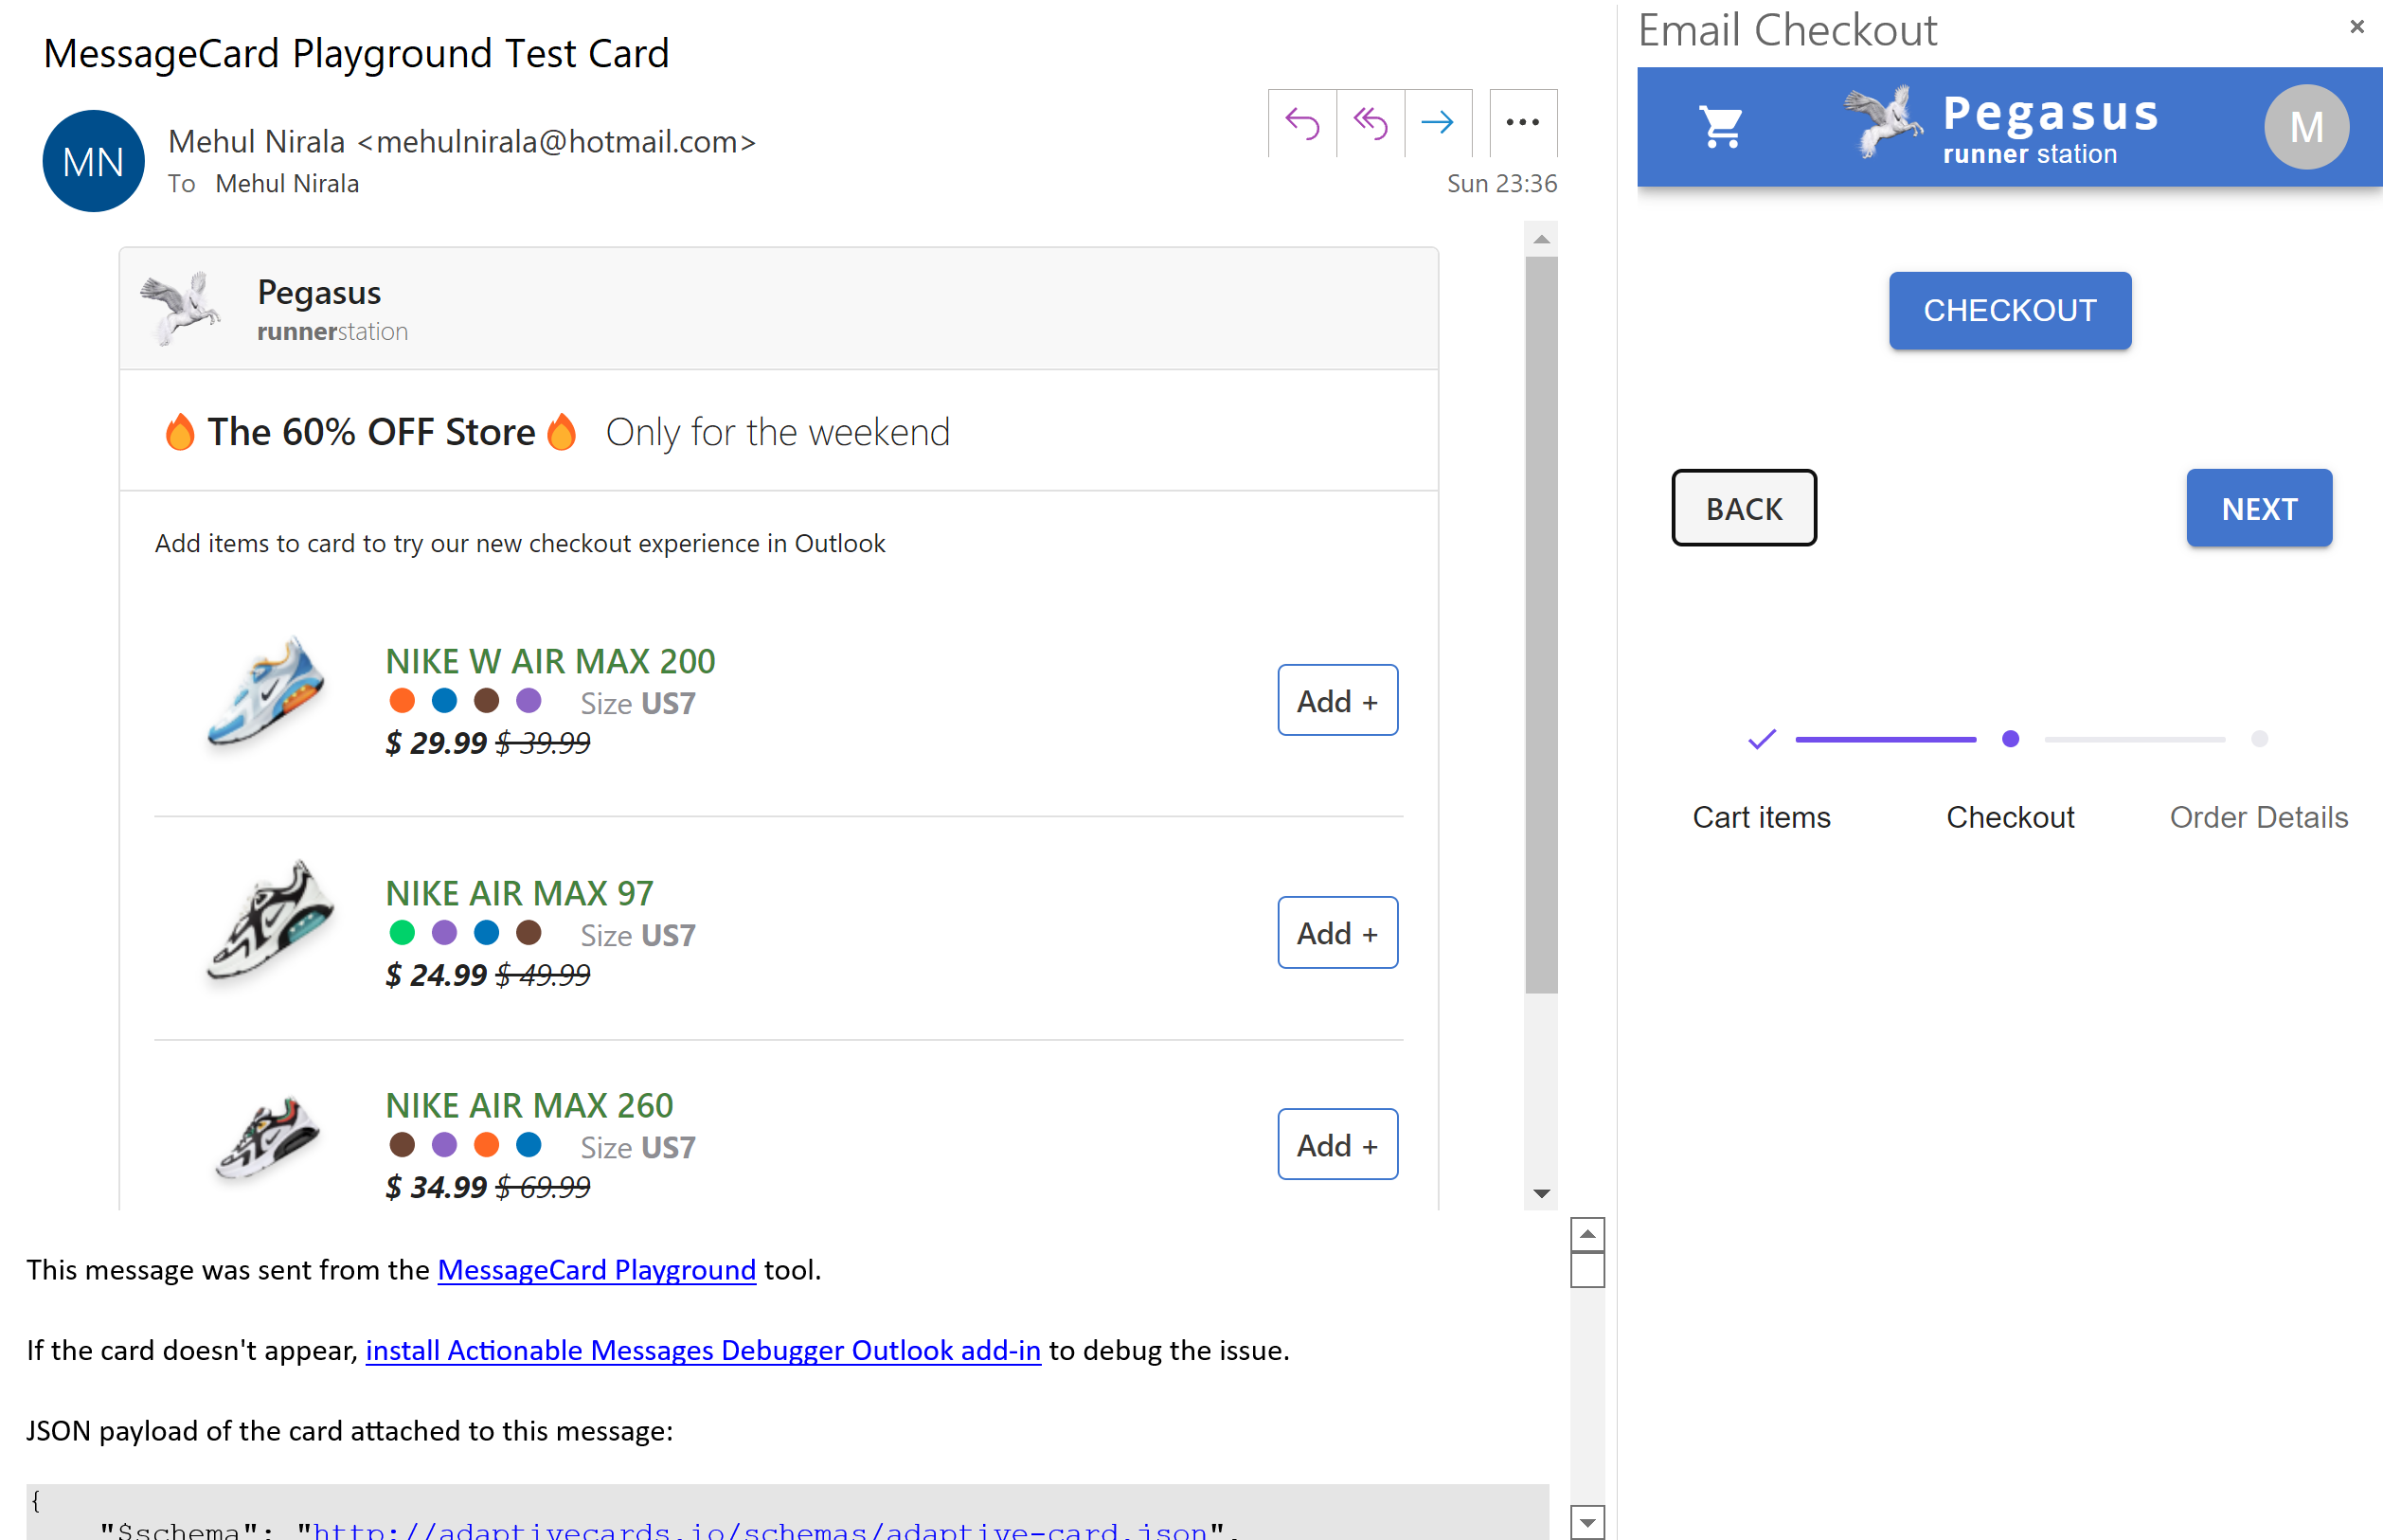 MessageCard Playground Test Card
MN
Mehul Nirala <mehulnirala@hotmail.com>
To Mehul Nirala
Sun 23:36
Pegasus
runnerstation
The 60% OFF Store Only for the weekend
Add items to card to try our new checkout experience in Outlook
NIKE W AIR MAX 200
Size US7
$ 29.99 $ 39.99
Add +
NIKE AIR MAX 97
Size US7
$ 24.99 $ 49.99
Add +
NIKE AIR MAX 260
Size US7
$ 34.99 $ 69.99
Add +
This message was sent from the MessageCard Playground tool.
If the card doesn't appear, install Actionable Messages Debugger Outlook add-in to debug the issue.
JSON payload of the card attached to this message:
{
"$schema": "http://adaptivecards.io/schemas/adaptive-card.json",
Email Checkout
Pegasus
runner station
M
CHECKOUT
BACK
NEXT
Cart items
Checkout
Order Details